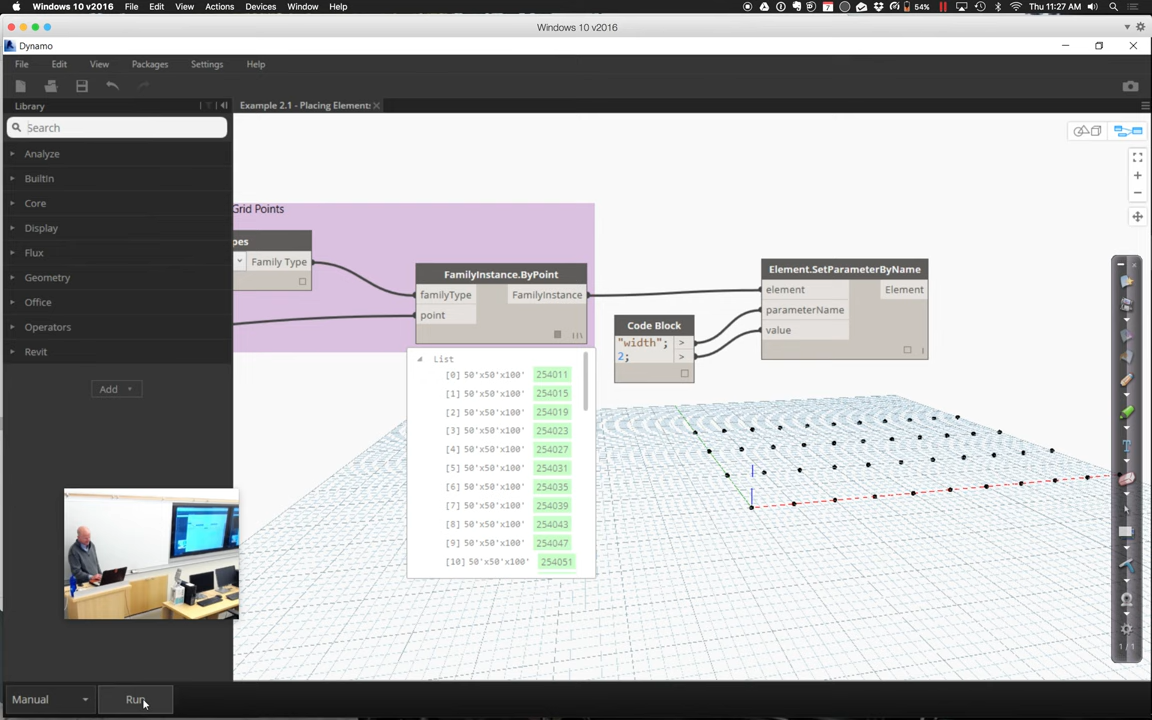 Windows 10 v2016 File Edit View Actions Devices Window Help
7 54% Thu 11:27 AM
Windows 10 v2016
Dynamo
File Edit View Packages Settings Help
Library
Example 2.1 - Placing Elements
Search
Analyze
BuiltIn
Core
Display
Flux
Geometry
Office
Operators
Revit
Add
Grid Points
pes
Family Type
FamilyInstance.ByPoint
familyType FamilyInstance
point
Code Block
"width"; >
2; >
Element.SetParameterByName
element Element
parameterName
value
List
[0] 50'x50'x100' 254011
[1] 50'x50'x100' 254015
[2] 50'x50'x100' 254019
[3] 50'x50'x100' 254023
[4] 50'x50'x100' 254027
[5] 50'x50'x100' 254031
[6] 50'x50'x100' 254035
[7] 50'x50'x100' 254039
[8] 50'x50'x100' 254043
[9] 50'x50'x100' 254047
[10] 50'x50'x100' 254051
1 / 1
Manual Run